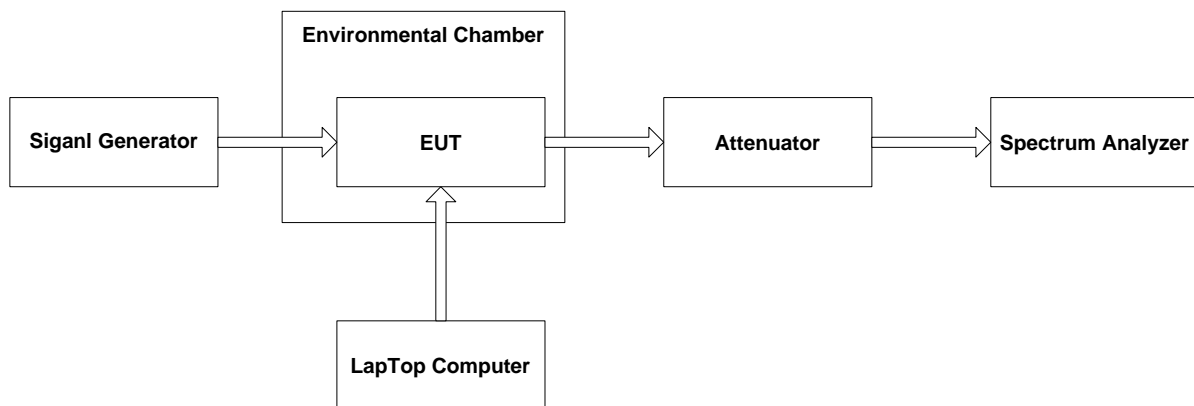 Environmental Chamber
Siganl Generator
EUT
Attenuator
Spectrum Analyzer
LapTop Computer